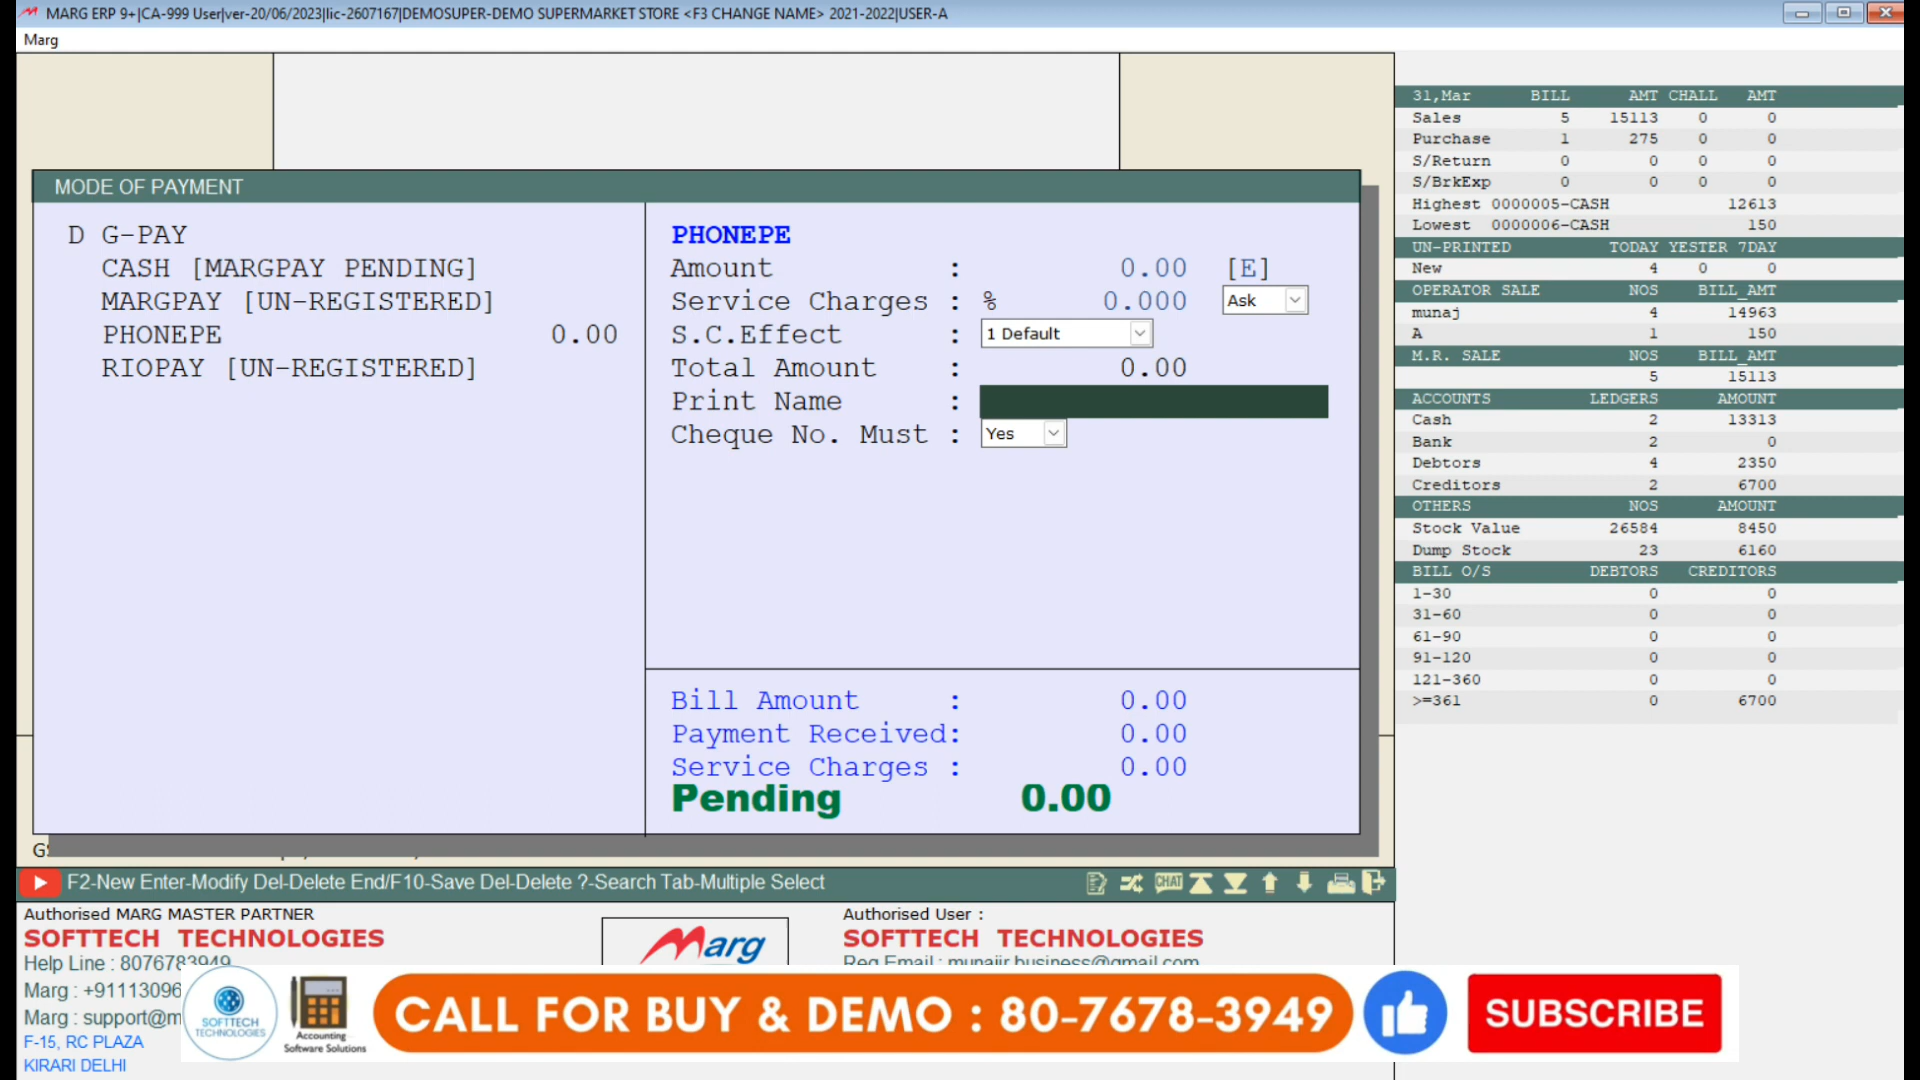 MARG ERP 9+|CA-999 User|ver-20/06/2023|lic-2607167|DEMOSUPER-DEMO SUPERMARKET STORE <F3 CHANGE NAME> 2021-2022|USER-A
Marg
MODE OF PAYMENT
D G-PAY
CASH [MARGPAY PENDING]
MARGPAY [UN-REGISTERED]
PHONEPE 0.00
RIOPAY [UN-REGISTERED]
PHONEPE
Amount : 0.00 [E]
Service Charges : % 0.000 Ask
S.C.Effect : 1 Default
Total Amount : 0.00
Print Name :
Cheque No. Must : Yes
Bill Amount : 0.00
Payment Received: 0.00
Service Charges : 0.00
Pending 0.00
31,Mar BILL AMT CHALL AMT
Sales 5 15113 0 0
Purchase 1 275 0 0
S/Return 0 0 0 0
S/BrkExp 0 0 0 0
Highest 0000005-CASH 12613
Lowest 0000006-CASH 150
UN-PRINTED TODAY YESTER 7DAY
New 4 0 0
OPERATOR SALE NOS BILL_AMT
munaj 4 14963
A 1 150
M.R. SALE NOS BILL_AMT
5 15113
ACCOUNTS LEDGERS AMOUNT
Cash 2 13313
Bank 2 0
Debtors 4 2350
Creditors 2 6700
OTHERS NOS AMOUNT
Stock Value 26584 8450
Dump Stock 23 6160
BILL O/S DEBTORS CREDITORS
1-30 0 0
31-60 0 0
61-90 0 0
91-120 0 0
121-360 0 0
>=361 0 6700
F2-New Enter-Modify Del-Delete End/F10-Save Del-Delete ?-Search Tab-Multiple Select
CHAT
Authorised MARG MASTER PARTNER
SOFTTECH TECHNOLOGIES
Help Line : 8076783949
Marg : +91113096
Marg : support@m
F-15, RC PLAZA
KIRARI DELHI
Marg
Authorised User :
SOFTTECH TECHNOLOGIES
Reg Email : munajir.business@gmail.com
SOFTTECH
TECHNOLOGIES
Accounting
Software Solutions
CALL FOR BUY & DEMO : 80-7678-3949
SUBSCRIBE